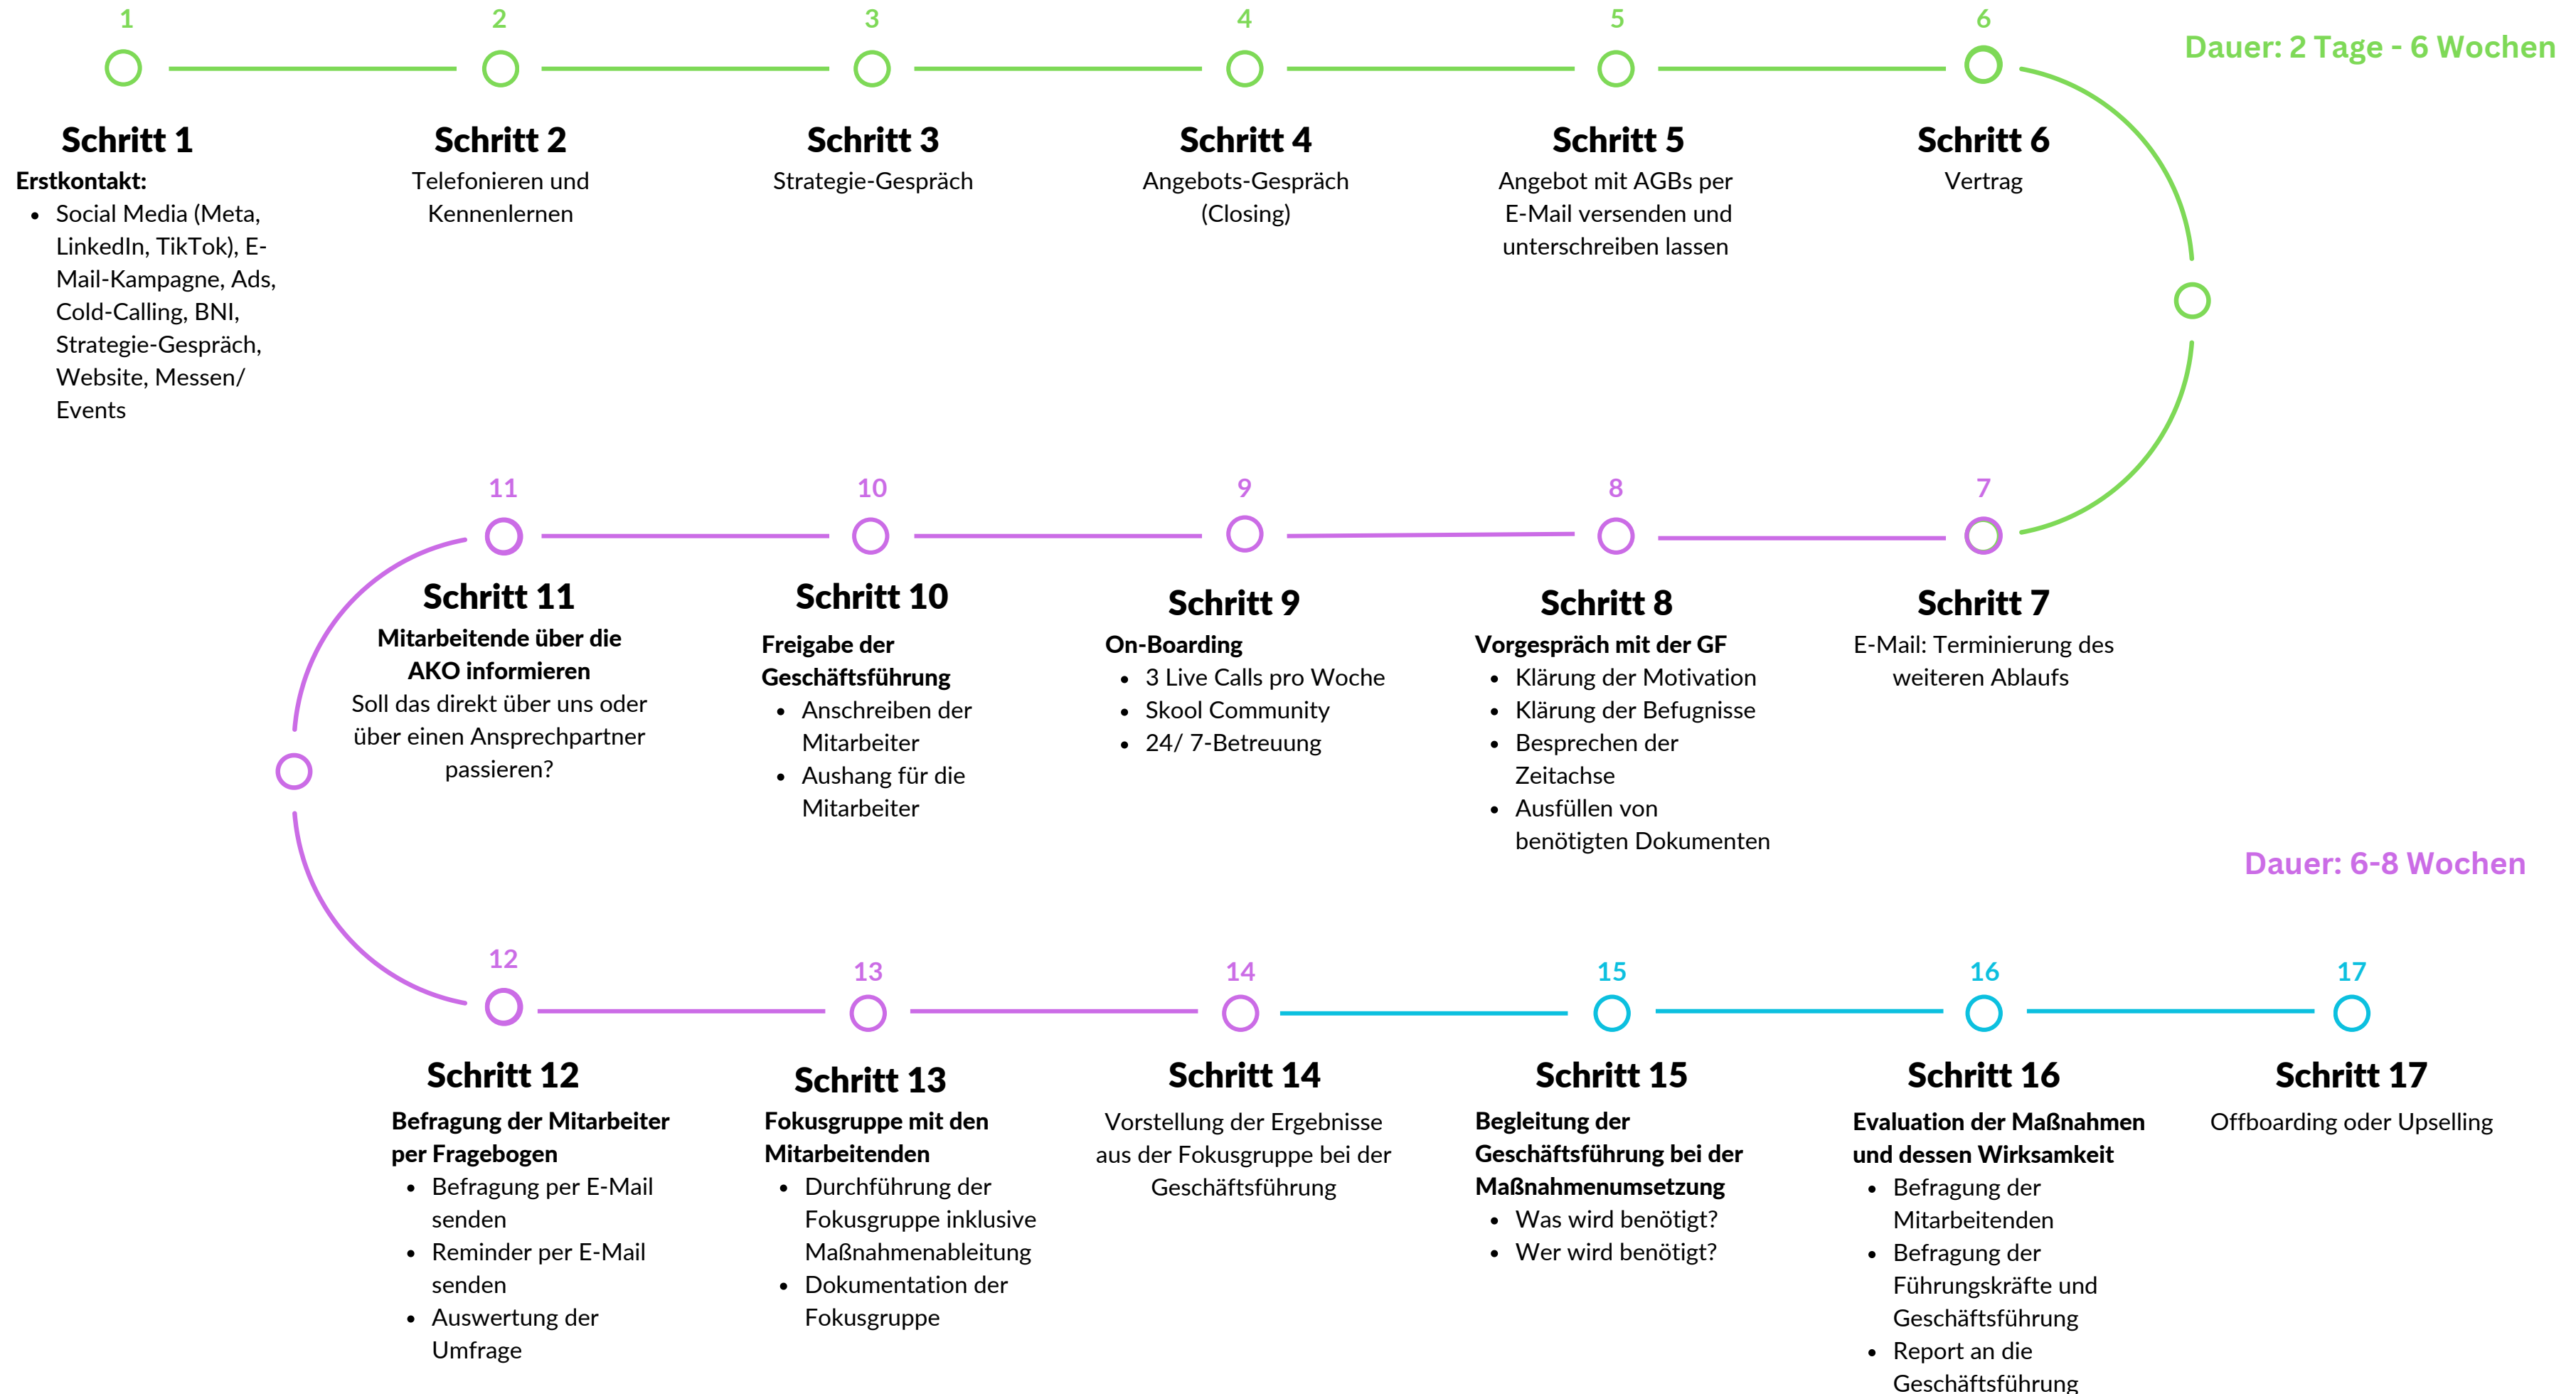 1
2
3
4
5
6
Dauer: 2 Tage - 6 Wochen
Schritt 1
Erstkontakt:
• Social Media (Meta,
LinkedIn, TikTok), E-
Mail-Kampagne, Ads,
Cold-Calling, BNI,
Strategie-Gespräch,
Website, Messen/
Events
Schritt 2
Telefonieren und
Kennenlernen
Schritt 3
Strategie-Gespräch
Schritt 4
Angebots-Gespräch
(Closing)
Schritt 5
Angebot mit AGBs per
E-Mail versenden und
unterschreiben lassen
Schritt 6
Vertrag
7
Schritt 7
E-Mail: Terminierung des
weiteren Ablaufs
8
Schritt 8
Vorgespräch mit der GF
• Klärung der Motivation
• Klärung der Befugnisse
• Besprechen der
Zeitachse
• Ausfüllen von
benötigten Dokumenten
9
Schritt 9
On-Boarding
• 3 Live Calls pro Woche
• Skool Community
• 24/ 7-Betreuung
10
Schritt 10
Freigabe der
Geschäftsführung
• Anschreiben der
Mitarbeiter
• Aushang für die
Mitarbeiter
11
Schritt 11
Mitarbeitende über die
AKO informieren
Soll das direkt über uns oder
über einen Ansprechpartner
passieren?
Dauer: 6-8 Wochen
12
Schritt 12
Befragung der Mitarbeiter
per Fragebogen
• Befragung per E-Mail
senden
• Reminder per E-Mail
senden
• Auswertung der
Umfrage
13
Schritt 13
Fokusgruppe mit den
Mitarbeitenden
• Durchführung der
Fokusgruppe inklusive
Maßnahmenableitung
• Dokumentation der
Fokusgruppe
14
Schritt 14
Vorstellung der Ergebnisse
aus der Fokusgruppe bei der
Geschäftsführung
15
Schritt 15
Begleitung der
Geschäftsführung bei der
Maßnahmenumsetzung
• Was wird benötigt?
• Wer wird benötigt?
16
Schritt 16
Evaluation der Maßnahmen
und dessen Wirksamkeit
• Befragung der
Mitarbeitenden
• Befragung der
Führungskräfte und
Geschäftsführung
• Report an die
Geschäftsführung
17
Schritt 17
Offboarding oder Upselling